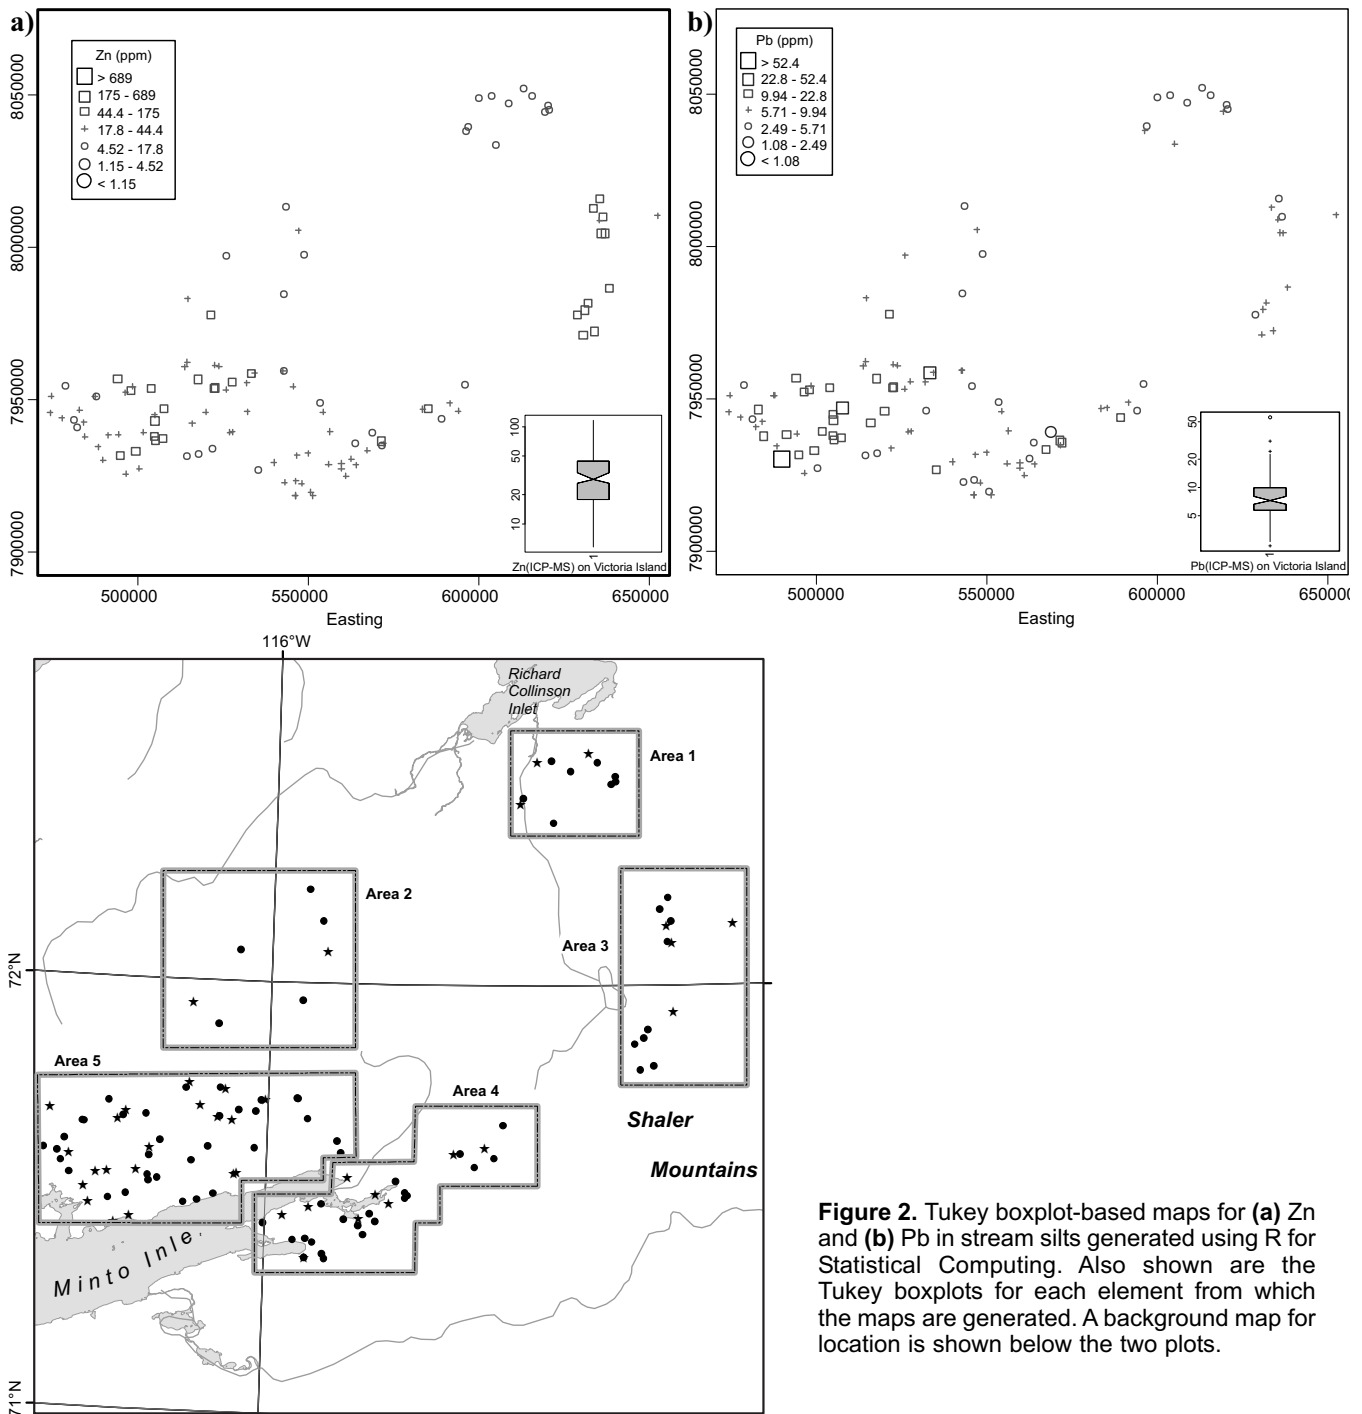 a)
Zn (ppm)
> 689
175 - 689
44.4 - 175
17.8 - 44.4
4.52 - 17.8
1.15 - 4.52
< 1.15
8050000
8000000
7950000
7900000
500000
550000
600000
650000
Easting
100
50
20
10
1
Zn(ICP-MS) on Victoria Island
b)
Pb (ppm)
> 52.4
22.8 - 52.4
9.94 - 22.8
5.71 - 9.94
2.49 - 5.71
1.08 - 2.49
< 1.08
8050000
8000000
7950000
7900000
500000
550000
600000
650000
Easting
50
20
10
5
1
Pb(ICP-MS) on Victoria Island
116°W
Richard
Collinson
Inlet
Area 1
Area 2
Area 3
72°N
Area 5
Area 4
Shaler
Mountains
Minto Inle.
71°N
Figure 2. Tukey boxplot-based maps for (a) Zn
and (b) Pb in stream silts generated using R for
Statistical Computing. Also shown are the
Tukey boxplots for each element from which
the maps are generated. A background map for
location is shown below the two plots.